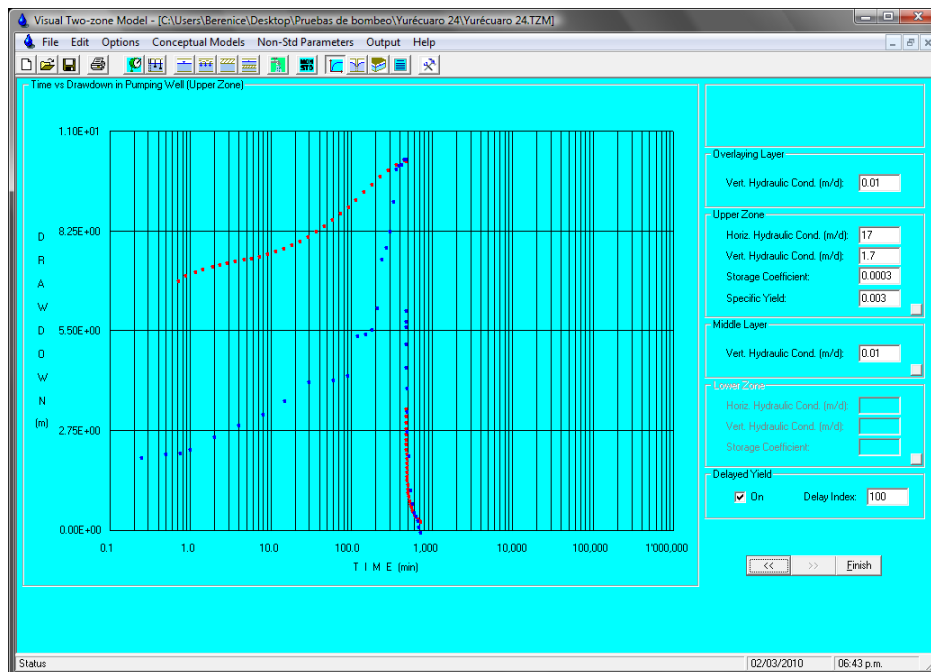 Visual Two-zone Model - [C:\Users\Berenice\Desktop\Pruebas de bombeo\Yurécuaro 24\Yurécuaro 24.TZM]
File Edit Options Conceptual Models Non-Std Parameters Output Help
Time vs Drawdown in Pumping Well (Upper Zone)
1.10E+01
8.25E+00
5.50E+00
2.75E+00
0.00E+00
D
R
A
W
D
O
W
N
(m)
0.1 1.0 10.0 100.0 1,000 10,000 100,000 1'000,000
T I M E (min)
Overlaying Layer
Vert. Hydraulic Cond. (m/d): 0.01
Upper Zone
Horiz. Hydraulic Cond. (m/d): 17
Vert. Hydraulic Cond. (m/d): 1.7
Storage Coefficient: 0.0003
Specific Yield: 0.003
Middle Layer
Vert. Hydraulic Cond. (m/d): 0.01
Lower Zone
Horiz. Hydraulic Cond. (m/d):
Vert. Hydraulic Cond. (m/d):
Storage Coefficient:
Delayed Yield
On Delay Index: 100
<< >> Finish
Status 02/03/2010 06:43 p.m.